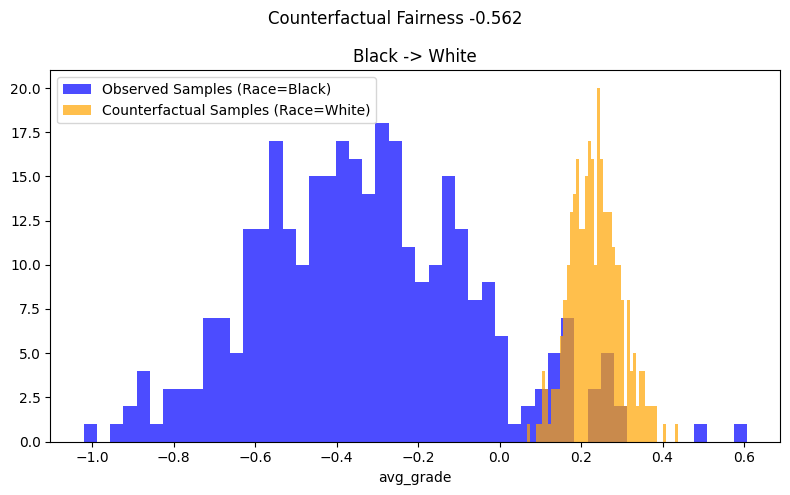 Counterfactual Fairness -0.562
Black -> White
Observed Samples (Race=Black)
Counterfactual Samples (Race=White)
20.0
17.5
15.0
12.5
10.0
7.5
5.0
2.5
0.0
−1.0 −0.8 −0.6 −0.4 −0.2 0.0 0.2 0.4 0.6
avg_grade